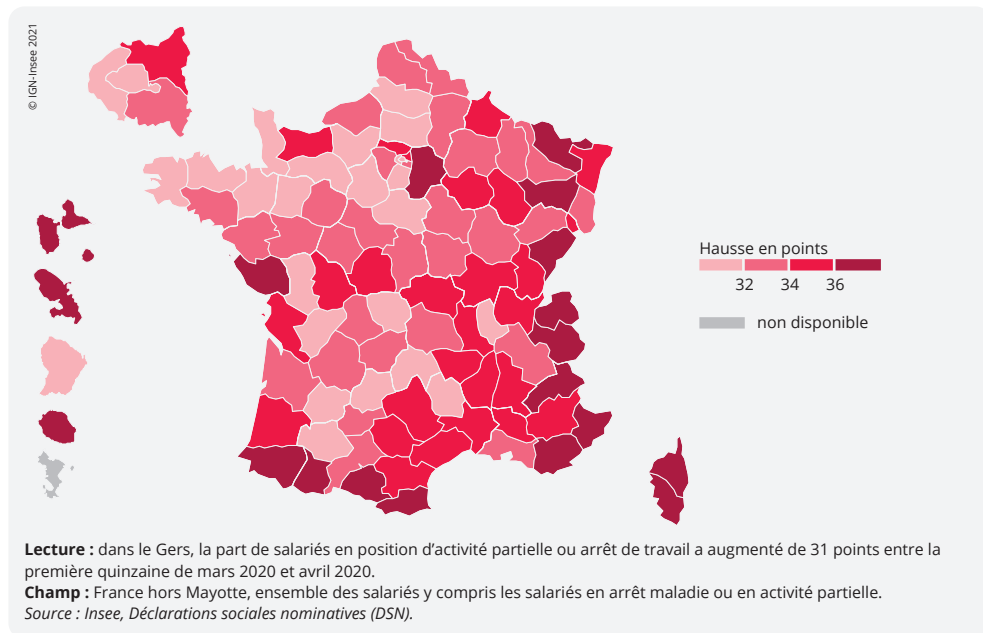 © IGN-Insee 2021
Hausse en points
32 34 36
non disponible
Lecture : dans le Gers, la part de salariés en position d’activité partielle ou arrêt de travail a augmenté de 31 points entre la
première quinzaine de mars 2020 et avril 2020.
Champ : France hors Mayotte, ensemble des salariés y compris les salariés en arrêt maladie ou en activité partielle.
Source : Insee, Déclarations sociales nominatives (DSN).